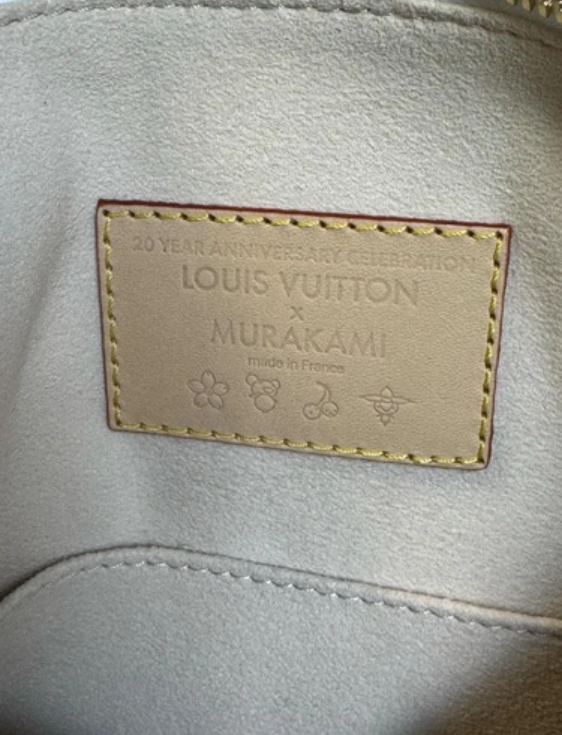 20 YEAR ANNIVERSARY CELEBRATION
LOUIS VUITTON
x
MURAKAMI
made in France